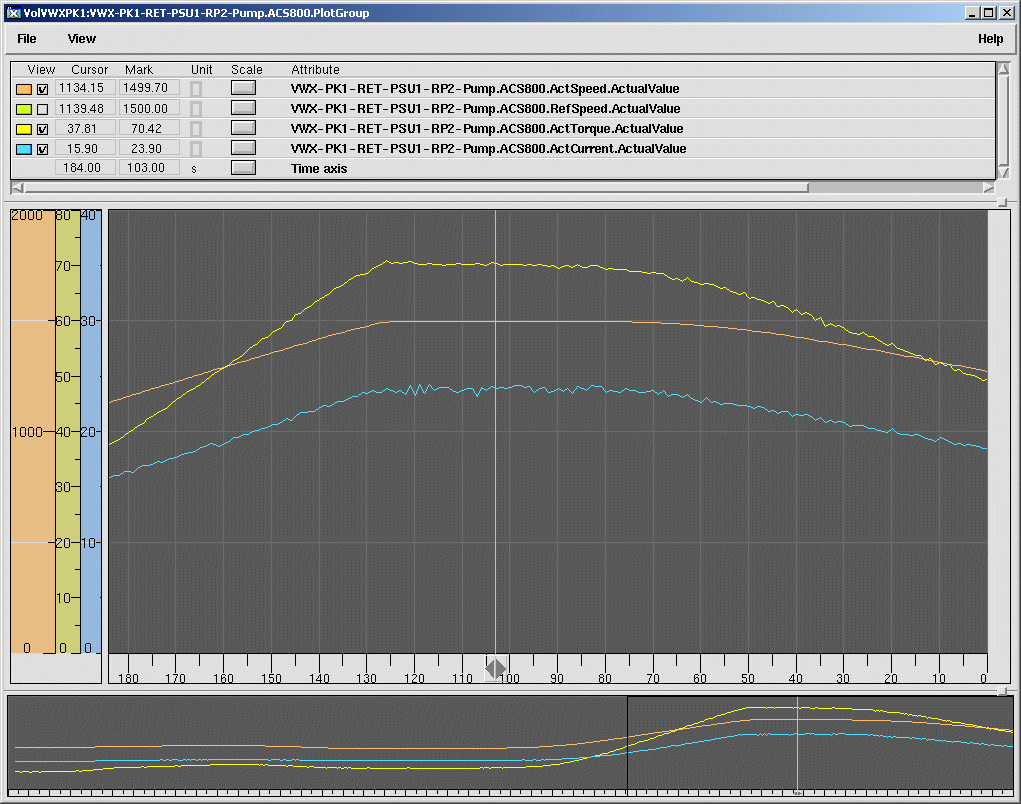 VolVWXPK1:VWX-PK1-RET-PSU1-RP2-Pump.ACS800.PlotGroup
File View Help
View Cursor Mark Unit Scale Attribute
1134.15 1499.70 VWX-PK1-RET-PSU1-RP2-Pump.ACS800.ActSpeed.ActualValue
1139.48 1500.00 VWX-PK1-RET-PSU1-RP2-Pump.ACS800.RefSpeed.ActualValue
37.81 70.42 VWX-PK1-RET-PSU1-RP2-Pump.ACS800.ActTorque.ActualValue
15.90 23.90 VWX-PK1-RET-PSU1-RP2-Pump.ACS800.ActCurrent.ActualValue
184.00 103.00 s Time axis
2000 80 40
70
60 30
50
1000 40 20
30
20 10
10
0 0 0
180 170 160 150 140 130 120 110 100 90 80 70 60 50 40 30 20 10 0